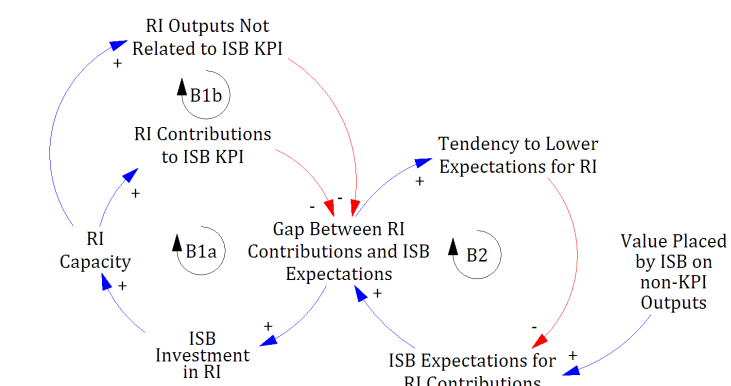 RI Outputs Not
Related to ISB KPI
+
B1b
RI Contributions
to ISB KPI
+
Tendency to Lower
Expectations for RI
+
-
-
Gap Between RI
Contributions and ISB
Expectations
RI
Capacity
B1a
B2
Value Placed
by ISB on
non-KPI
Outputs
+
+
+
-
ISB
Investment
in RI
ISB Expectations for
RI Contributions
+